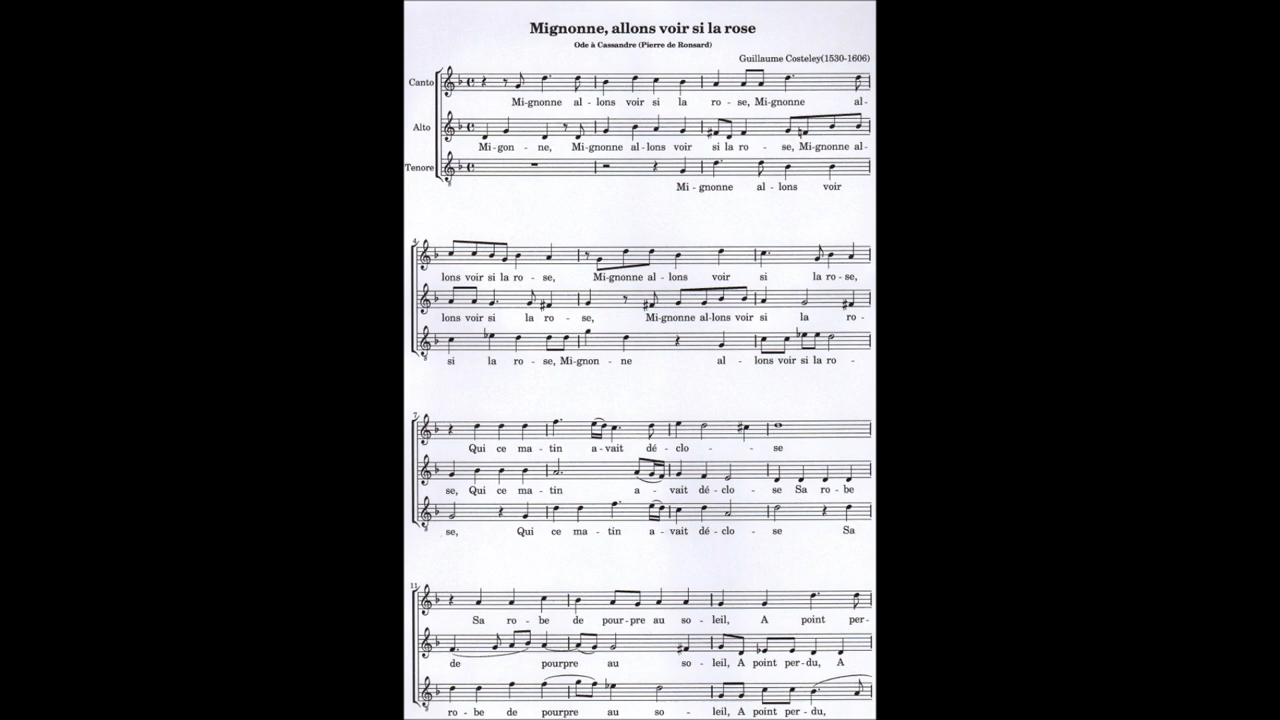 Mignonne, allons voir si la rose
Ode à Cassandre (Pierre de Ronsard)
Guillaume Costeley(1530-1606)
Canto
Mi-gnonne al - lons voir si la ro - se, Mi-gnonne al-
Alto
Mi-gon - ne, Mi-gnonne al-lons voir si la ro - se, Mi-gnonne al-
Tenore
Mi - gnonne al - lons voir
4
lons voir si la ro - se, Mi-gnonne al - lons voir si la ro - se,
lons voir si la ro - se, Mi-gnonne al-lons voir si la ro -
si la ro - se, Mi-gnon - ne al - lons voir si la ro -
7
Qui ce ma - tin a-vait dé - clo - - se
se, Qui ce ma - tin a - vait dé - clo - se Sa ro - be
se, Qui ce ma - tin a - vait dé - clo - se Sa
11
Sa ro - be de pour-pre au so - leil, A point per-
de pourpre au so - leil, A point per-du, A
ro - be de pourpre au so - leil, A point per - du,